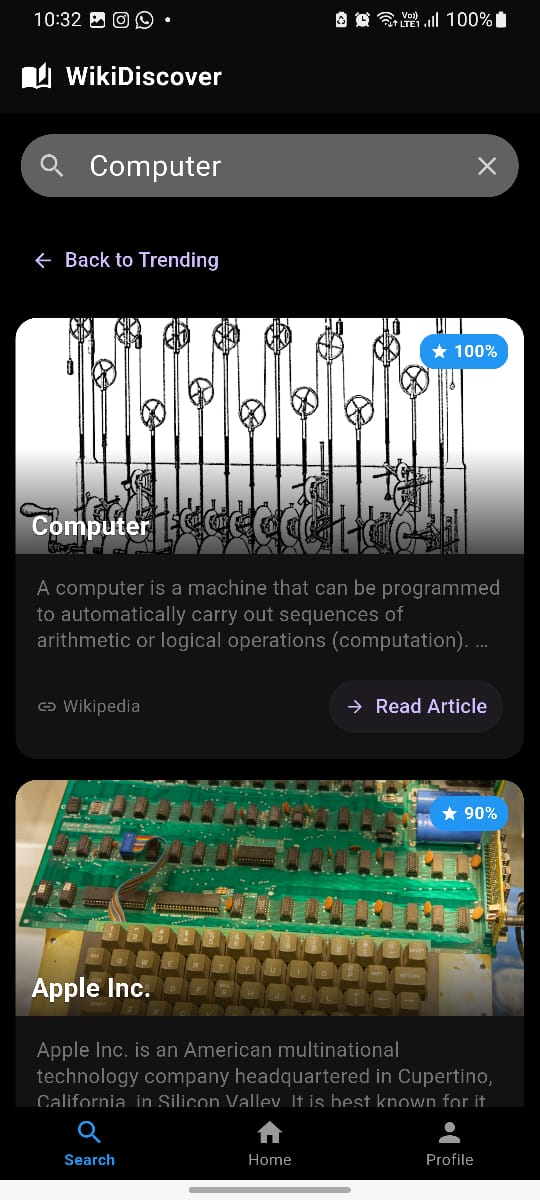 10:32
Vo)) LTE1 100%
WikiDiscover
Computer
Back to Trending
100%
Computer
A computer is a machine that can be programmed
to automatically carry out sequences of
arithmetic or logical operations (computation). ...
Wikipedia
Read Article
90%
Apple Inc.
Apple Inc. is an American multinational
technology company headquartered in Cupertino,
California, in Silicon Valley. It is best known for it
Search
Home
Profile